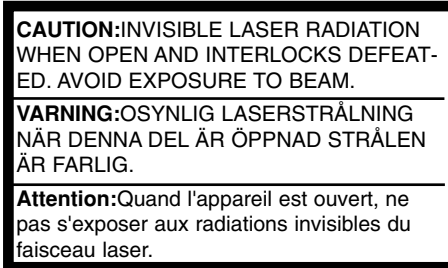 CAUTION:INVISIBLE LASER RADIATION
WHEN OPEN AND INTERLOCKS DEFEAT-
ED. AVOID EXPOSURE TO BEAM.
VARNING:OSYNLIG LASERSTRÅLNING
NÄR DENNA DEL ÄR ÖPPNAD STRÅLEN
ÄR FARLIG.
Attention:Quand l'appareil est ouvert, ne
pas s'exposer aux radiations invisibles du
faisceau laser.